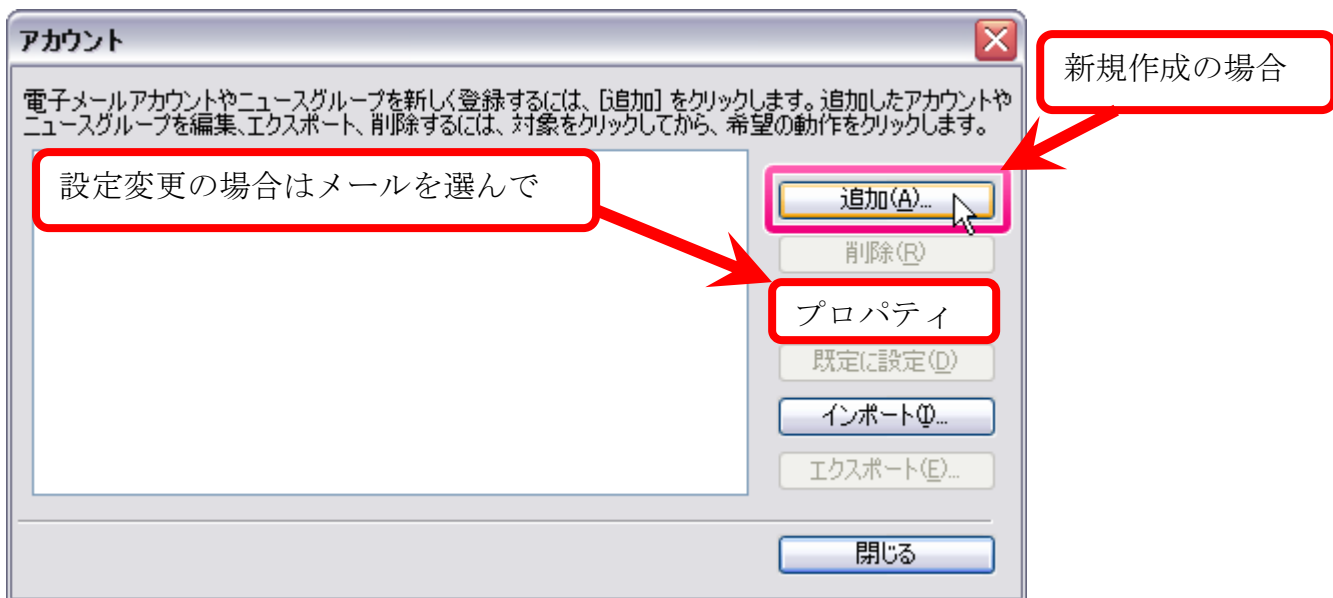 アカウント
新規作成の場合
電子メールアカウントやニュースグループを新しく登録するには、[追加] をクリックします。追加したアカウントや
ニュースグループを編集、エクスポート、削除するには、対象をクリックしてから、希望の動作をクリックします。
設定変更の場合はメールを選んで
追加(A)...
削除(R)
プロパティ
既定に設定(D)
インポート(I)...
エクスポート(E)...
閉じる